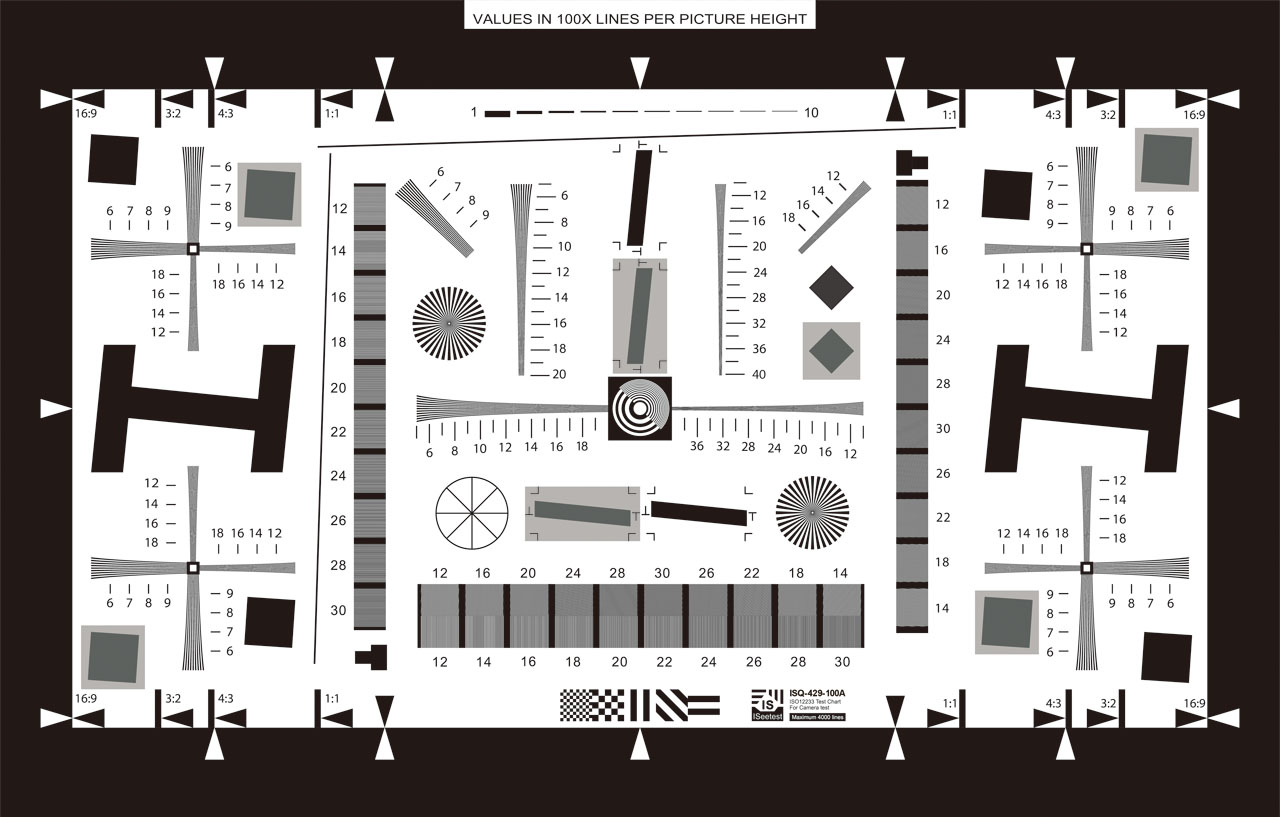 VALUES IN 100X LINES PER PICTURE HEIGHT
16:9 3:2 4:3 1:1 1 10 1:1 4:3 3:2 16:9
6 7 8 9
6 7 8 9
18 16 14 12
18 16 14 12
12 14 16 18 20 22 24 26 28 30
6 7 8 9
6 8 10 12 14 16 18 20
12 16 20 24 28 32 36 40
18 16 14 12
6 8 10 12 14 16 18
36 32 28 24 20 16 12
12 16 20 24 28 30 26 22 18 14
6 7 8 9
9 8 7 6
12 14 16 18
18 16 14 12
12 14 16 18
18 16 14 12
6 7 8 9
9 8 7 6
12 14 16 18
12 14 16 18
9 8 7 6
9 8 7 6
12 16 20 24 28 30 26 22 18 14
12 14 16 18 20 22 24 26 28 30
16:9 3:2 4:3 1:1 1:1 4:3 3:2 16:9
IS
ISeetest
ISQ-429-100A
ISO12233 Test Chart
For Camera test
Maximum 4000 lines